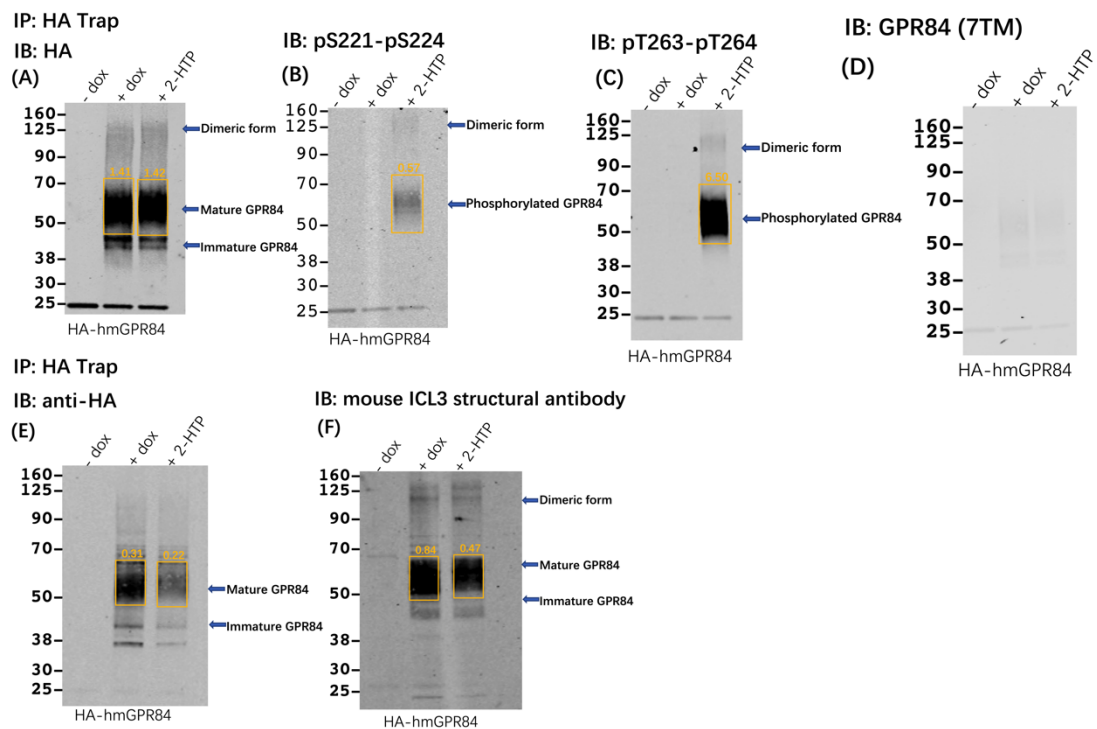 IP: HA Trap
IB: HA
(A)
- dox
+ dox
+ 2-HTP
160
125
90
70
50
38
30
25
1.41
1.42
Dimeric form
Mature GPR84
Immature GPR84
HA-hmGPR84
IB: pS221-pS224
(B)
- dox
+ dox
+ 2-HTP
160
125
90
70
50
38
30
25
Dimeric form
Phosphorylated GPR84
HA-hmGPR84
IB: pT263-pT264
(C)
- dox
+ dox
+ 2-HTP
160
125
90
70
50
38
30
25
Dimeric form
Phosphorylated GPR84
HA-hmGPR84
IB: GPR84 (7TM)
(D)
- dox
+ dox
+ 2-HTP
160
125
90
70
50
38
30
25
HA-hmGPR84
IP: HA Trap
IB: anti-HA
(E)
- dox
+ dox
+ 2-HTP
160
125
90
70
50
38
30
25
0.31
0.22
Mature GPR84
Immature GPR84
HA-hmGPR84
IB: mouse ICL3 structural antibody
(F)
- dox
+ dox
+ 2-HTP
160
125
90
70
50
38
30
25
0.84
0.47
Dimeric form
Mature GPR84
Immature GPR84
HA-hmGPR84